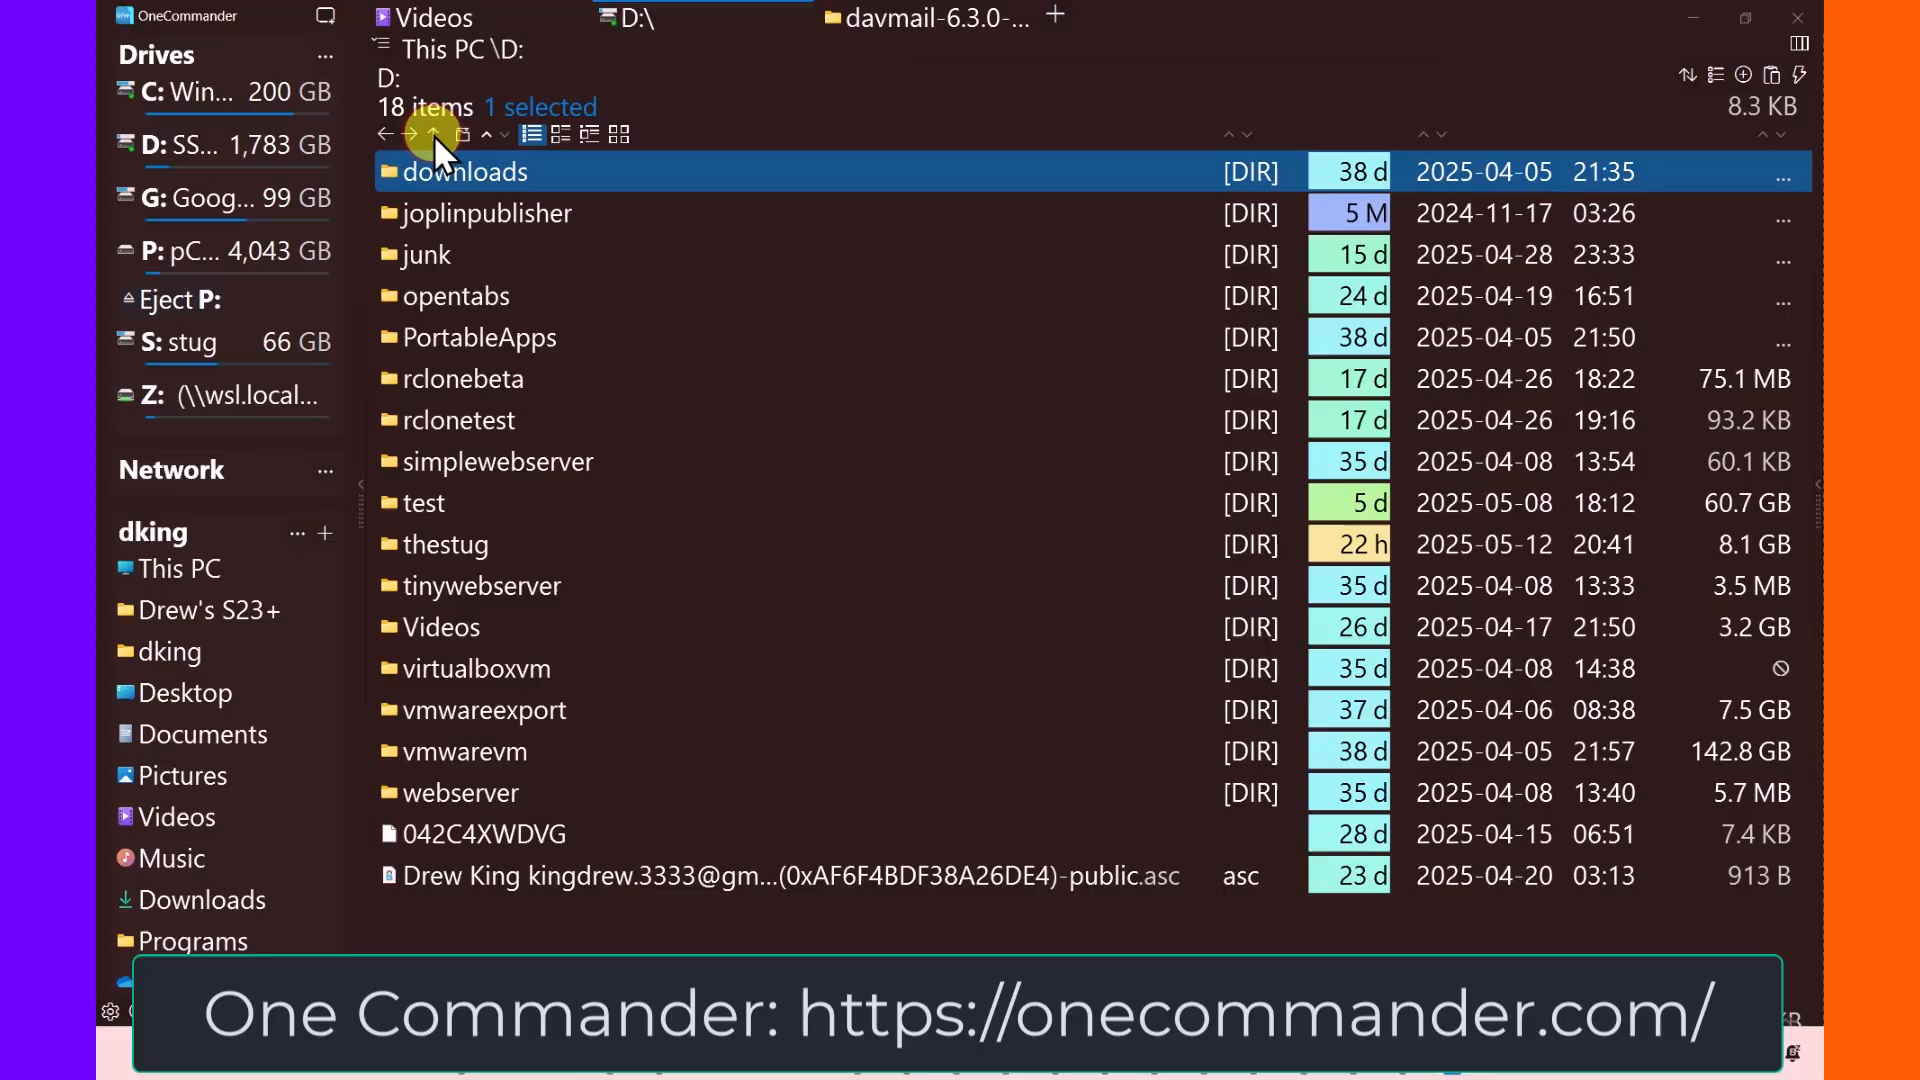 OneCommander
Videos
D:\
davmail-6.3.0-...
Drives
...
This PC \D:
D:
C: Win... 200 GB
18 items 1 selected
8.3 KB
D: SS... 1,783 GB
G: Goog... 99 GB
P: pC... 4,043 GB
Eject P:
S: stug 66 GB
Z: (\\wsl.local...
Network
...
dking
...
This PC
Drew's S23+
dking
Desktop
Documents
Pictures
Videos
Music
Downloads
Programs
downloads [DIR] 38 d 2025-04-05 21:35 ...
joplinpublisher [DIR] 5 M 2024-11-17 03:26 ...
junk [DIR] 15 d 2025-04-28 23:33 ...
opentabs [DIR] 24 d 2025-04-19 16:51 ...
PortableApps [DIR] 38 d 2025-04-05 21:50 ...
rclonebeta [DIR] 17 d 2025-04-26 18:22 75.1 MB
rclonetest [DIR] 17 d 2025-04-26 19:16 93.2 KB
simplewebserver [DIR] 35 d 2025-04-08 13:54 60.1 KB
test [DIR] 5 d 2025-05-08 18:12 60.7 GB
thestug [DIR] 22 h 2025-05-12 20:41 8.1 GB
tinywebserver [DIR] 35 d 2025-04-08 13:33 3.5 MB
Videos [DIR] 26 d 2025-04-17 21:50 3.2 GB
virtualboxvm [DIR] 35 d 2025-04-08 14:38
vmwareexport [DIR] 37 d 2025-04-06 08:38 7.5 GB
vmwarevm [DIR] 38 d 2025-04-05 21:57 142.8 GB
webserver [DIR] 35 d 2025-04-08 13:40 5.7 MB
042C4XWDVG 28 d 2025-04-15 06:51 7.4 KB
Drew King kingdrew.3333@gm...(0xAF6F4BDF38A26DE4)-public.asc asc 23 d 2025-04-20 03:13 913 B
One Commander: https://onecommander.com/